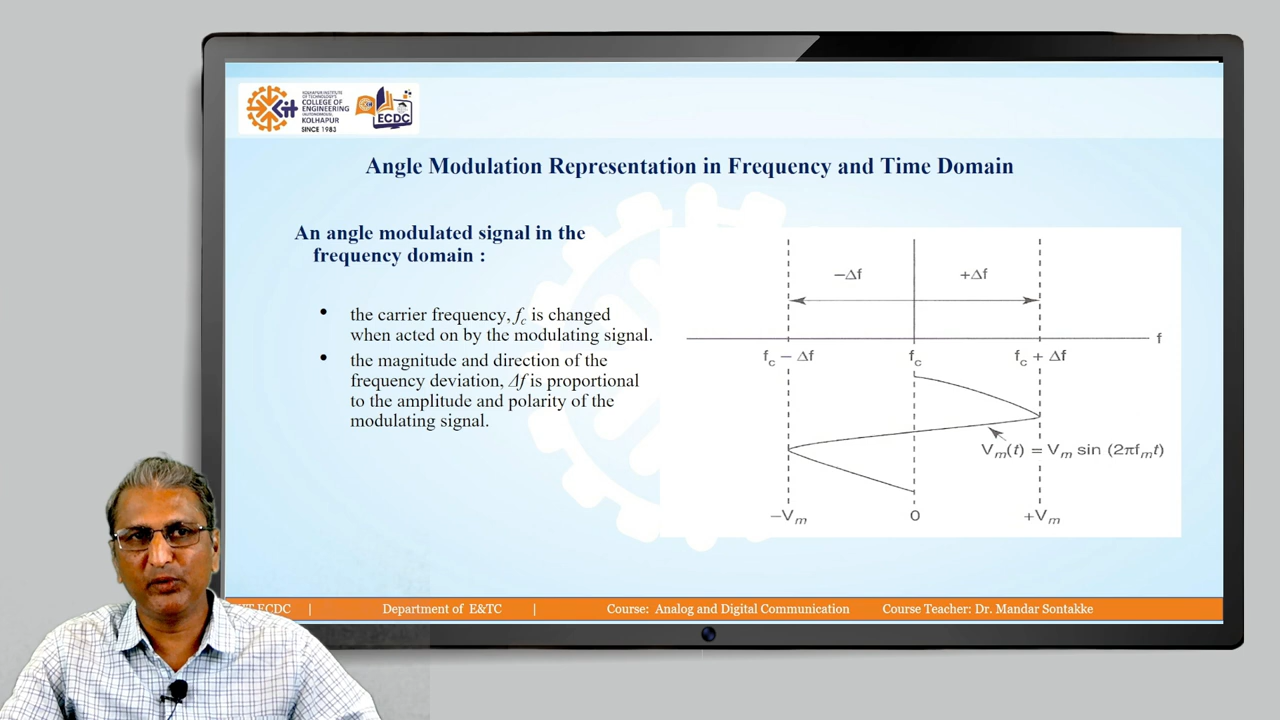 KOLHAPUR INSTITUTE
OF TECHNOLOGY'S
COLLEGE OF
ENGINEERING
(AUTONOMOUS),
KOLHAPUR
SINCE 1983
ECDC
Angle Modulation Representation in Frequency and Time Domain
An angle modulated signal in the
frequency domain :
• the carrier frequency, fc is changed
when acted on by the modulating signal.
• the magnitude and direction of the
frequency deviation, Δf is proportional
to the amplitude and polarity of the
modulating signal.
−Δf +Δf
f
fc − Δf fc fc + Δf
Vm(t) = Vm sin (2πfmt)
−Vm 0 +Vm
ECDC | Department of E&TC | Course: Analog and Digital Communication Course Teacher: Dr. Mandar Sontakke